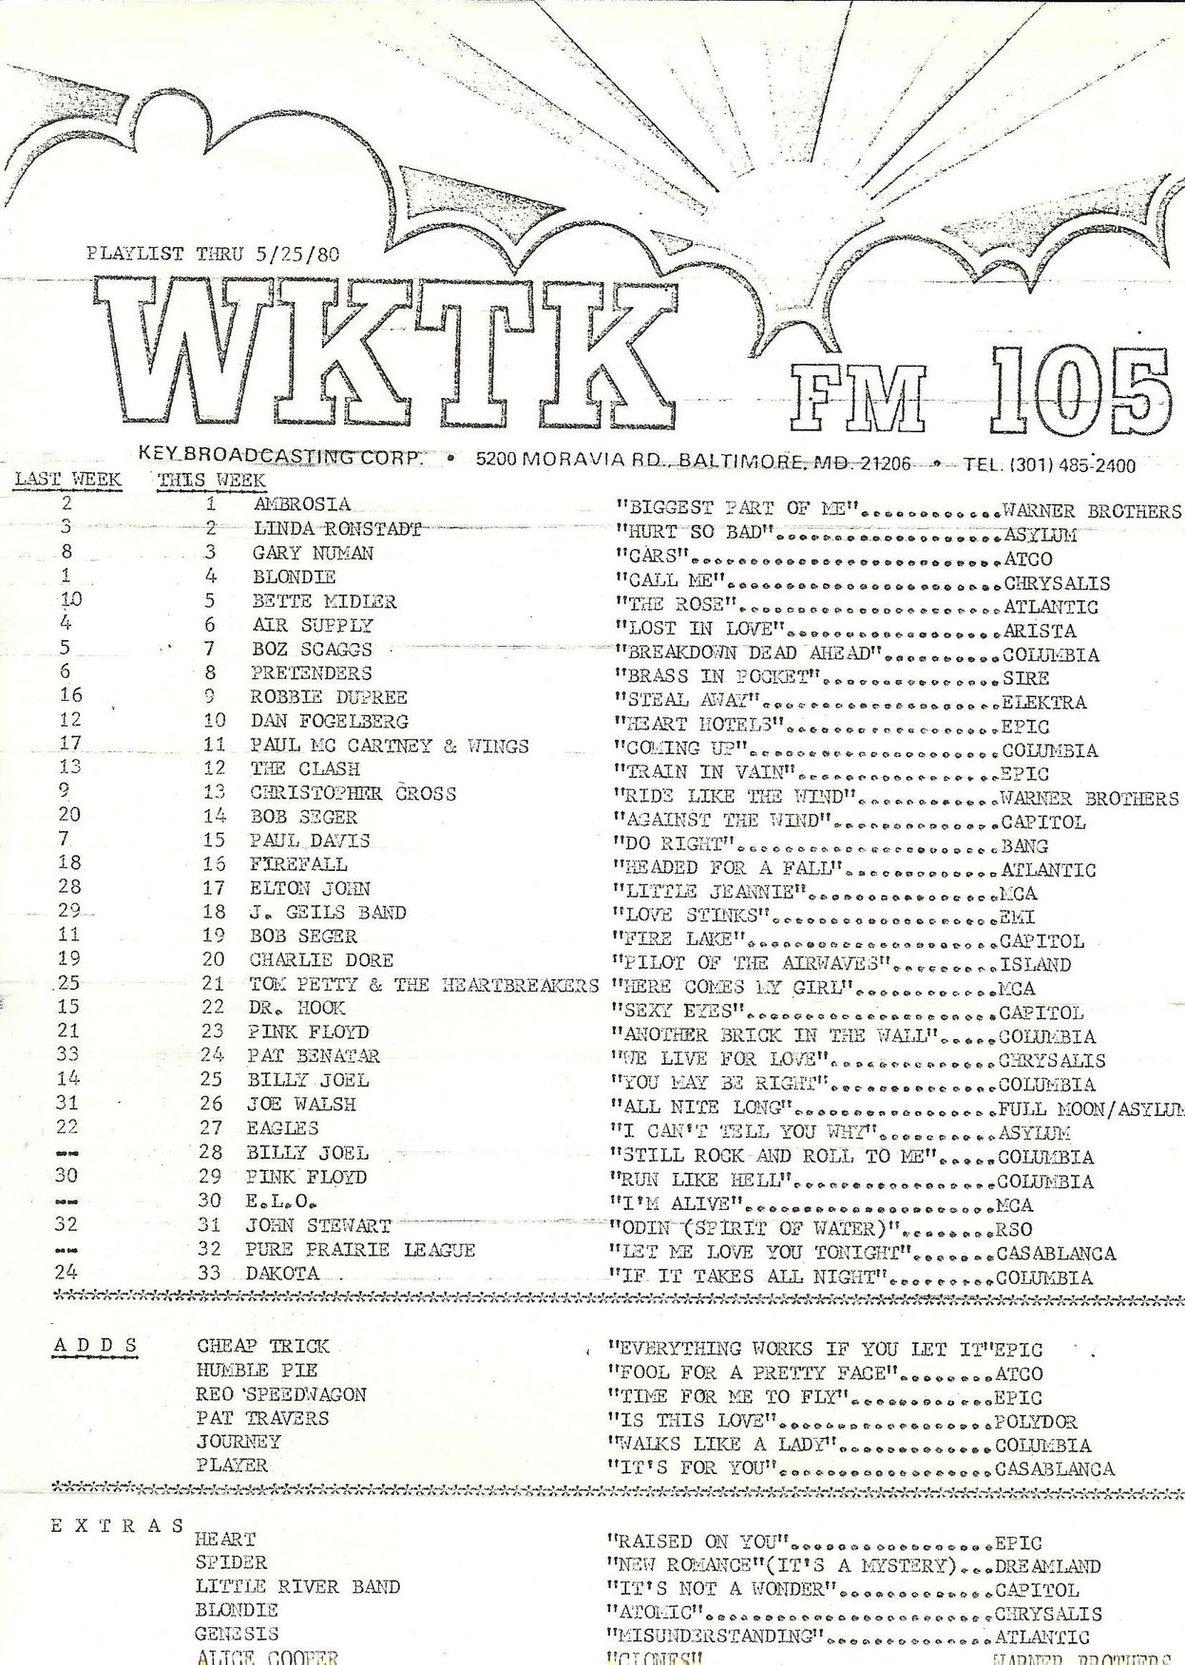 PLAYLIST THRU 5/25/80
WKTK FM 105
KEY BROADCASTING CORP. • 5200 MORAVIA RD., BALTIMORE, MD. 21206 • TEL. (301) 485-2400
LAST WEEK THIS WEEK
2 1 AMBROSIA "BIGGEST PART OF ME"............WARNER BROTHERS
3 2 LINDA RONSTADT "HURT SO BAD"...................ASYLUM
8 3 GARY NUMAN "CARS"..........................ATCO
1 4 BLONDIE "CALL ME".......................CHRYSALIS
10 5 BETTE MIDLER "THE ROSE"......................ATLANTIC
4 6 AIR SUPPLY "LOST IN LOVE"..................ARISTA
5 7 BOZ SCAGGS "BREAKDOWN DEAD AHEAD"..........COLUMBIA
6 8 PRETENDERS "BRASS IN POCKET"...............SIRE
16 9 ROBBIE DUPREE "STEAL AWAY"....................ELEKTRA
12 10 DAN FOGELBERG "HEART HOTELS"..................EPIC
17 11 PAUL MC CARTNEY & WINGS "COMING UP".....................COLUMBIA
13 12 THE CLASH "TRAIN IN VAIN".................EPIC
9 13 CHRISTOPHER CROSS "RIDE LIKE THE WIND"............WARNER BROTHERS
20 14 BOB SEGER "AGAINST THE WIND"..............CAPITOL
7 15 PAUL DAVIS "DO RIGHT"......................BANG
18 16 FIREFALL "HEADED FOR A FALL".............ATLANTIC
28 17 ELTON JOHN "LITTLE JEANNIE"................MCA
29 18 J. GEILS BAND "LOVE STINKS"...................EMI
11 19 BOB SEGER "FIRE LAKE".....................CAPITOL
19 20 CHARLIE DORE "PILOT OF THE AIRWAVES".........ISLAND
25 21 TOM PETTY & THE HEARTBREAKERS "HERE COMES MY GIRL"............MCA
15 22 DR. HOOK "SEXY EYES".....................CAPITOL
21 23 PINK FLOYD "ANOTHER BRICK IN THE WALL".....COLUMBIA
33 24 PAT BENATAR "WE LIVE FOR LOVE"..............CHRYSALIS
14 25 BILLY JOEL "YOU MAY BE RIGHT"..............COLUMBIA
31 26 JOE WALSH "ALL NITE LONG".................FULL MOON/ASYLUM
22 27 EAGLES "I CAN'T TELL YOU WHY"..........ASYLUM
-- 28 BILLY JOEL "STILL ROCK AND ROLL TO ME".....COLUMBIA
30 29 PINK FLOYD "RUN LIKE HELL".................COLUMBIA
-- 30 E.L.O. "I'M ALIVE".....................MCA
32 31 JOHN STEWART "ODIN (SPIRIT OF WATER)"........RSO
-- 32 PURE PRAIRIE LEAGUE "LET ME LOVE YOU TONIGHT".......CASABLANCA
24 33 DAKOTA "IF IT TAKES ALL NIGHT".........COLUMBIA
********************************************************************************
A D D S CHEAP TRICK "EVERYTHING WORKS IF YOU LET IT"EPIC
HUMBLE PIE "FOOL FOR A PRETTY FACE"........ATCO
REO SPEEDWAGON "TIME FOR ME TO FLY"............EPIC
PAT TRAVERS "IS THIS LOVE"..................POLYDOR
JOURNEY "WALKS LIKE A LADY".............COLUMBIA
PLAYER "IT'S FOR YOU"..................CASABLANCA
********************************************************************************
E X T R A S
HEART "RAISED ON YOU".................EPIC
SPIDER "NEW ROMANCE"(IT'S A MYSTERY)...DREAMLAND
LITTLE RIVER BAND "IT'S NOT A WONDER".............CAPITOL
BLONDIE "ATOMIC"........................CHRYSALIS
GENESIS "MISUNDERSTANDING"..............ATLANTIC
ALICE COOPER "CLONES" WARNER BROTHERS